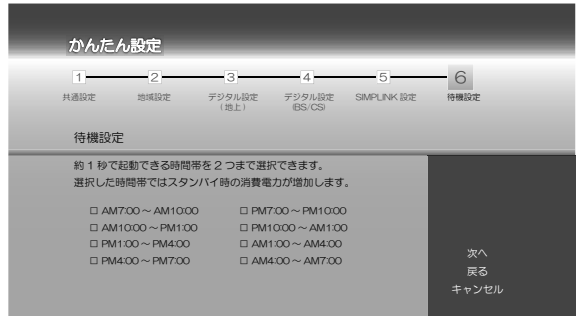 かんたん設定
1 2 3 4 5 6
共通設定 地域設定 デジタル設定(地上) デジタル設定(BS/CS) SIMPLINK 設定 待機設定
待機設定
約 1 秒で起動できる時間帯を 2 つまで選択できます。
選択した時間帯ではスタンバイ時の消費電力が増加します。
□ AM7:00 ～ AM10:00 □ PM7:00 ～ PM10:00
□ AM10:00 ～ PM1:00 □ PM10:00 ～ AM1:00
□ PM1:00 ～ PM4:00 □ AM1:00 ～ AM4:00
□ PM4:00 ～ PM7:00 □ AM4:00 ～ AM7:00
次へ
戻る
キャンセル